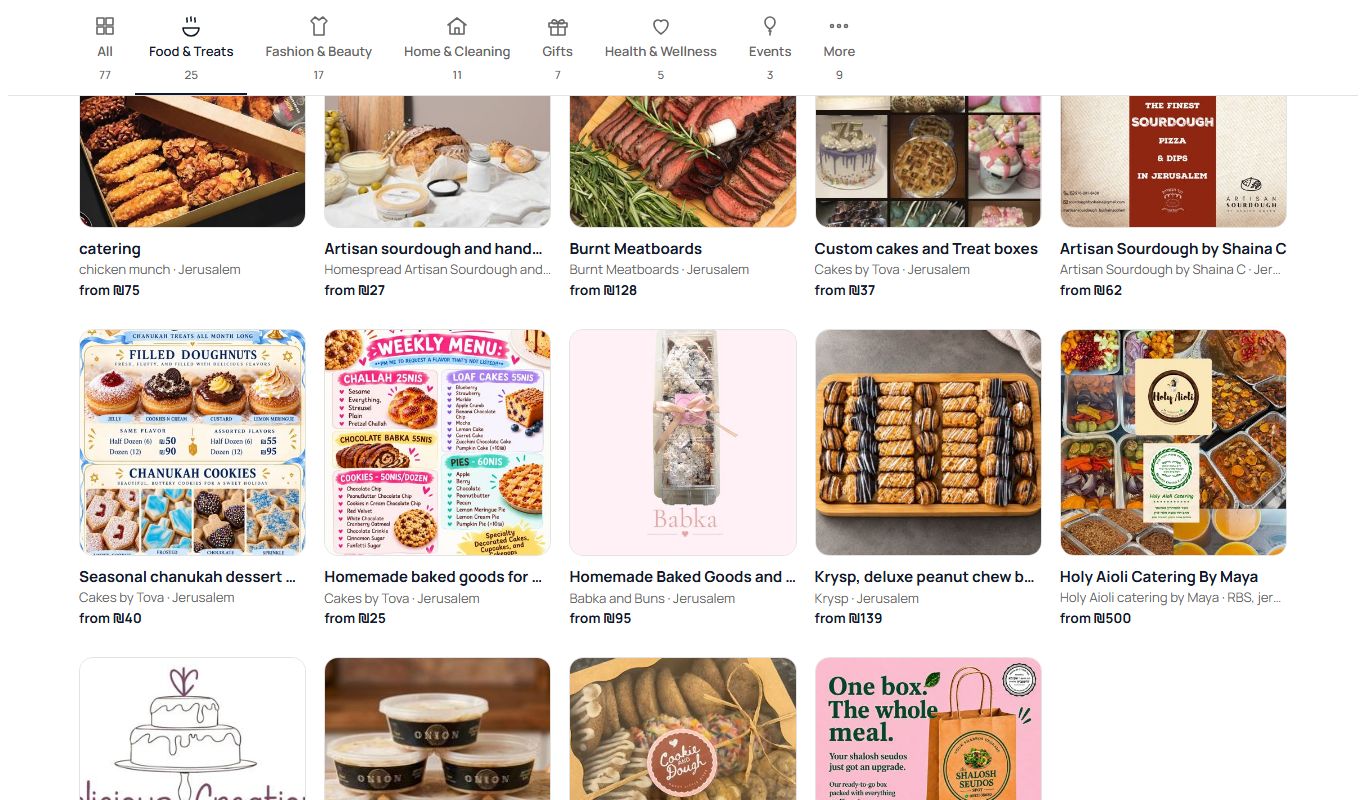 All
Food & Treats
Fashion & Beauty
Home & Cleaning
Gifts
Health & Wellness
Events
More
77
25
17
11
7
5
3
9
THE FINEST
SOURDOUGH
PIZZA
& DIPS
IN JERUSALEM
ARTISAN
SOURDOUGH
catering
chicken munch · Jerusalem
from ₪75
Artisan sourdough and hand...
Homespread Artisan Sourdough and...
from ₪27
Burnt Meatboards
Burnt Meatboards · Jerusalem
from ₪128
Custom cakes and Treat boxes
Cakes by Tova · Jerusalem
from ₪37
Artisan Sourdough by Shaina C
Artisan Sourdough by Shaina C · Jer...
from ₪62
CHANUKAH TREATS ALL MONTH LONG
FILLED DOUGHNUTS
FRESH, FLUFFY, AND FILLED WITH DELICIOUS FLAVORS
JELLY
COOKIES N CREAM
CUSTARD
LEMON MERINGUE
SAME FLAVOR
Half Dozen (6) ₪50
Dozen (12) ₪90
ASSORTED FLAVORS
Half Dozen (6) ₪55
Dozen (12) ₪95
CHANUKAH COOKIES
BEAUTIFUL, BUTTERY COOKIES FOR A SWEET HOLIDAY
FROSTED
CHOCOLATE
SPRINKLE
WEEKLY MENU:
PM ME TO REQUEST A FLAVOR THAT'S NOT LISTED!
CHALLAH 25NIS
Sesame
Everything,
Streusel
Plain
Pretzel Challah
CHOCOLATE BABKA 55NIS
COOKIES - 50NIS/DOZEN
Chocolate Chip
Peanutbutter Chocolate Chip
Cookies n Cream Chocolate Chip
Red Velvet
White Chocolate
Cranberry Oatmeal
Chocolate Crinkle
Cinnamon Sugar
Funfetti Sugar
LOAF CAKES 55NIS
Blueberry
Strawberry
Marble
Apple Crumb
Banana Chocolate
Chip
Mocha
Lemon Cake
Carrot Cake
Zucchini Chocolate Cake
Pumpkin Cake (+10₪)
PIES - 60NIS
Apple
Berry
Chocolate
Peanutbutter
Pecan
Lemon Meringue Pie
Lemon Cream Pie
Pumpkin Pie (+10₪)
Specialty
Decorated Cakes,
Cupcakes, and
Cakepops
Babka
Holy Aioli
Holy Aioli Catering
Seasonal chanukah dessert ...
Cakes by Tova · Jerusalem
from ₪40
Homemade baked goods for ...
Cakes by Tova · Jerusalem
from ₪25
Homemade Baked Goods and ...
Babka and Buns · Jerusalem
from ₪95
Krysp, deluxe peanut chew b...
Krysp · Jerusalem
from ₪139
Holy Aioli Catering By Maya
Holy Aioli catering by Maya · RBS, jer...
from ₪500
ONION
ONION
ONION
Cookie
AND
Dough
One box.
The whole
meal.
Your shalosh seudos
just got an upgrade.
Our ready-to-go box
packed with everything
SHALOSH
SEUDOS
SPOT